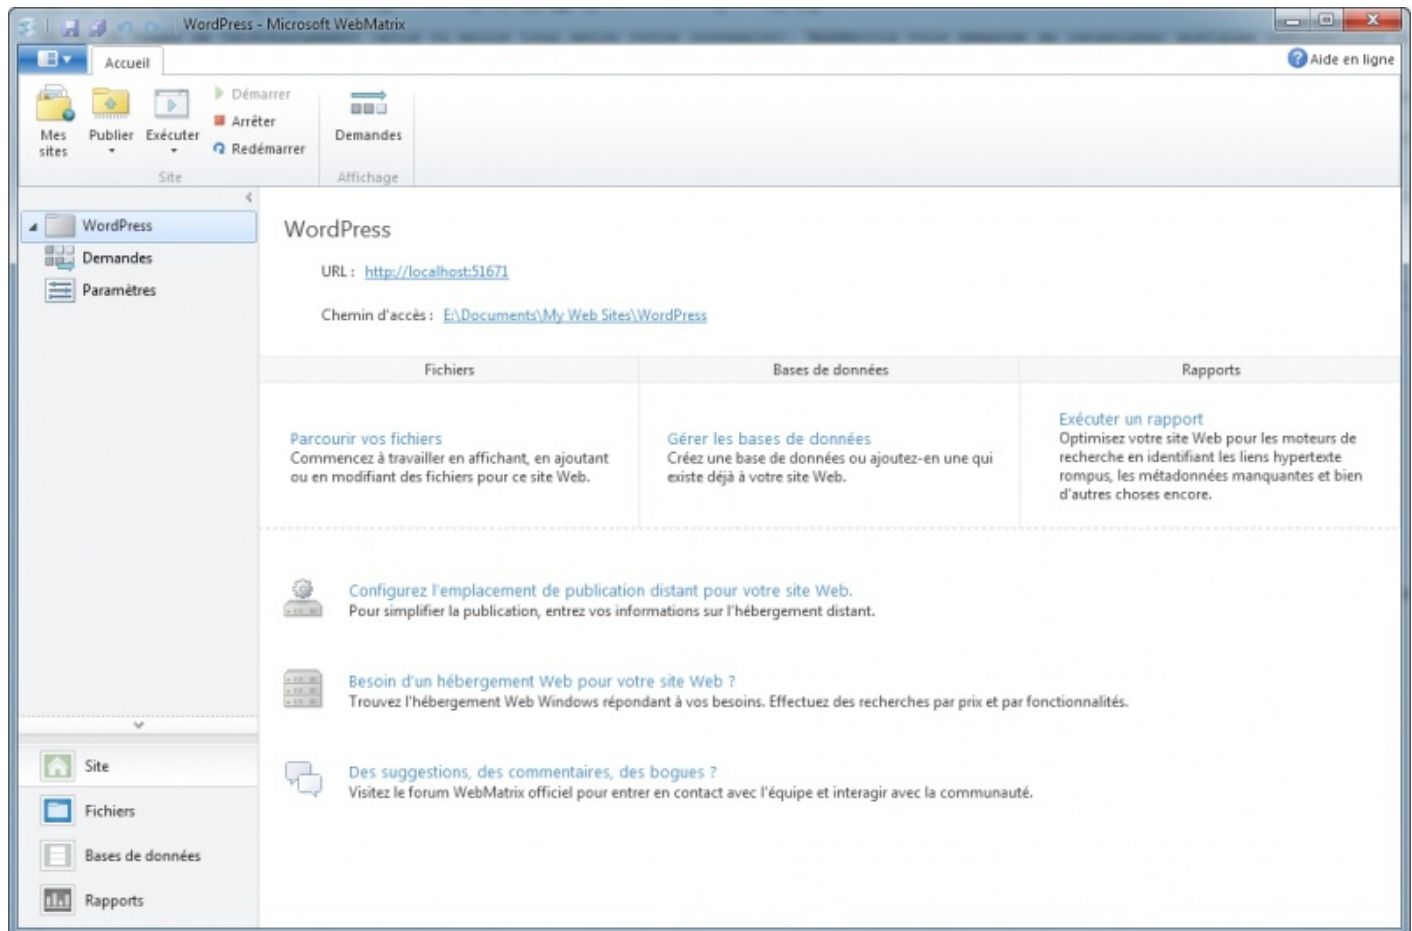 WordPress - Microsoft WebMatrix
Accueil
Aide en ligne
Mes sites
Publier
Exécuter
Démarrer
Arrêter
Redémarrer
Demandes
Site
Affichage
WordPress
Demandes
Paramètres
WordPress
URL : http://localhost:51671
Chemin d'accès : E:\Documents\My Web Sites\WordPress
Fichiers
Bases de données
Rapports
Parcourir vos fichiers
Commencez à travailler en affichant, en ajoutant
ou en modifiant des fichiers pour ce site Web.
Gérer les bases de données
Créez une base de données ou ajoutez-en une qui
existe déjà à votre site Web.
Exécuter un rapport
Optimisez votre site Web pour les moteurs de
recherche en identifiant les liens hypertexte
rompus, les métadonnées manquantes et bien
d'autres choses encore.
Configurez l'emplacement de publication distant pour votre site Web.
Pour simplifier la publication, entrez vos informations sur l'hébergement distant.
Besoin d'un hébergement Web pour votre site Web ?
Trouvez l'hébergement Web Windows répondant à vos besoins. Effectuez des recherches par prix et par fonctionnalités.
Des suggestions, des commentaires, des bogues ?
Visitez le forum WebMatrix officiel pour entrer en contact avec l'équipe et interagir avec la communauté.
Site
Fichiers
Bases de données
Rapports